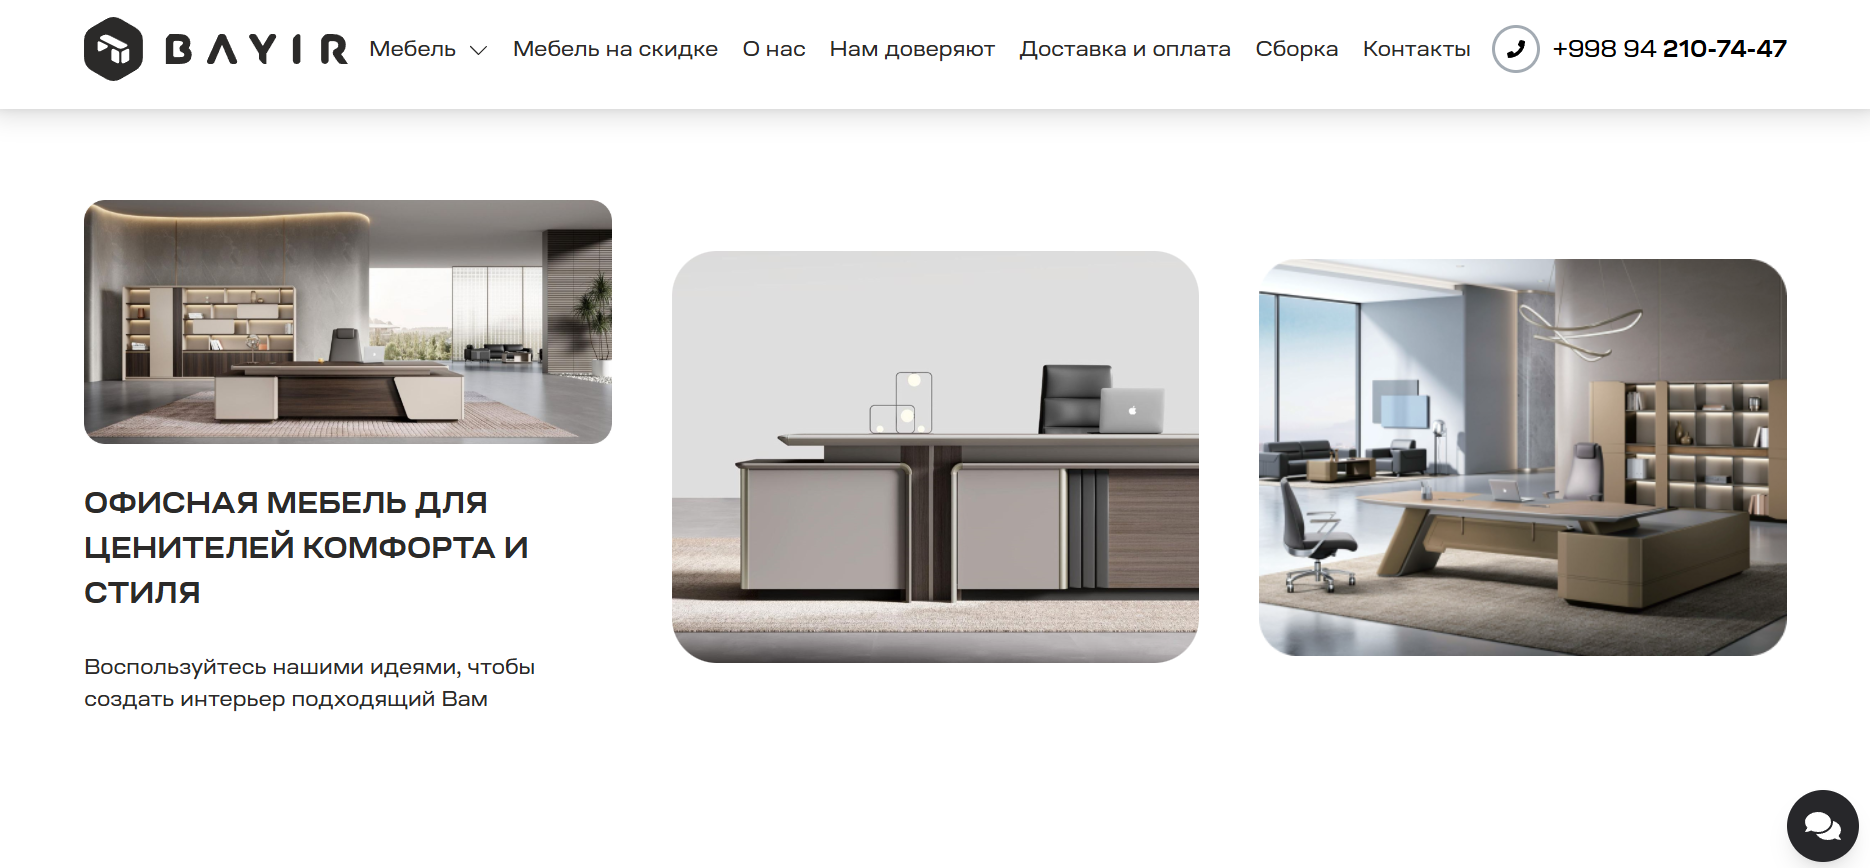 BAYIR Мебель Мебель на скидке О нас Нам доверяют Доставка и оплата Сборка Контакты +998 94 210-74-47
ОФИСНАЯ МЕБЕЛЬ ДЛЯ
ЦЕНИТЕЛЕЙ КОМФОРТА И
СТИЛЯ
Воспользуйтесь нашими идеями, чтобы
создать интерьер подходящий Вам